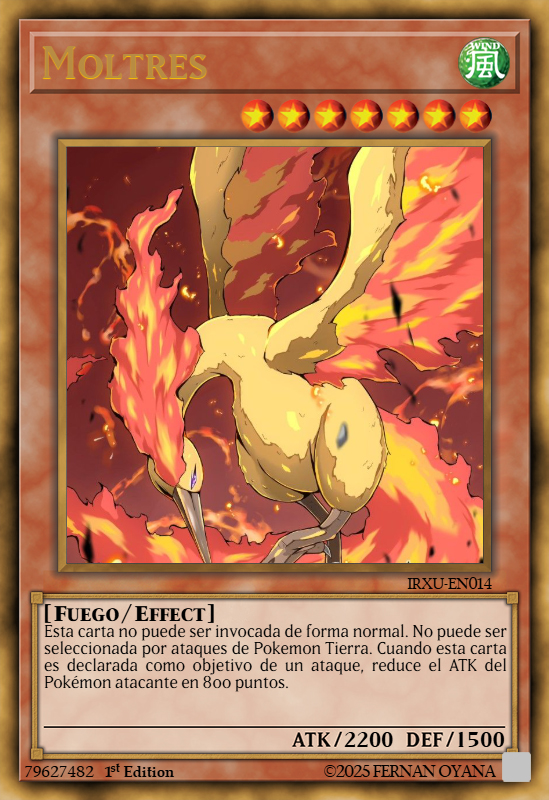 MOLTRES
WIND
風
IRXU-EN014
[FUEGO/EFFECT]
Esta carta no puede ser invocada de forma normal. No puede ser
seleccionada por ataques de Pokemon Tierra. Cuando esta carta
es declarada como objetivo de un ataque, reduce el ATK del
Pokémon atacante en 800 puntos.
ATK/2200 DEF/1500
79627482 1st Edition ©2025 FERNAN OYANA